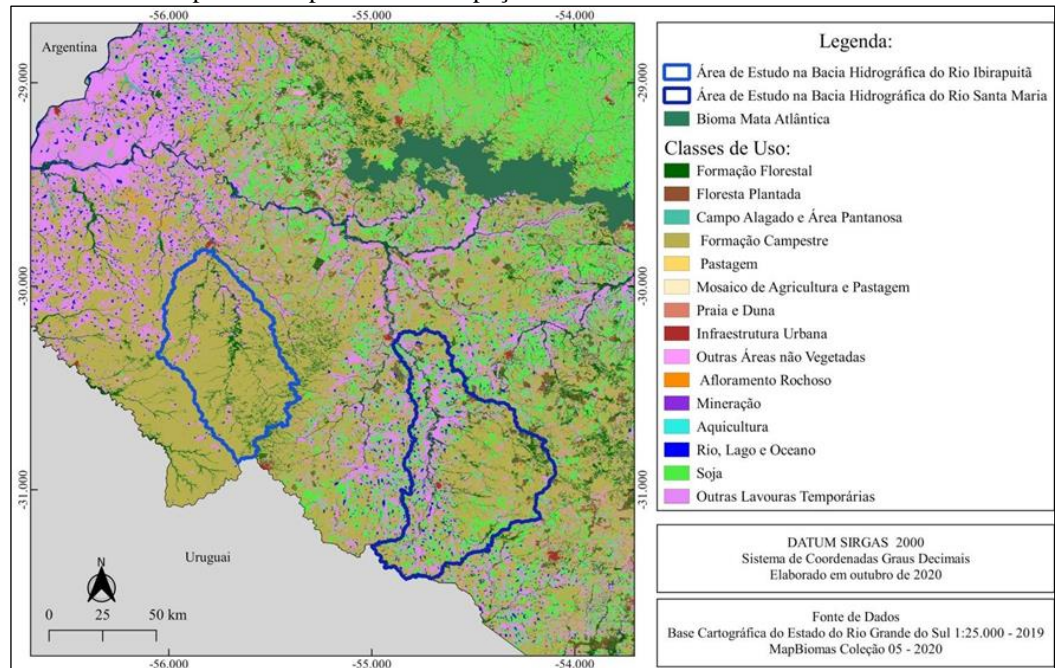 -56.000
-55.000
-54.000
Argentina
-29.000
-29.000
-30.000
-30.000
-31.000
-31.000
Uruguai
N
0 25 50 km
-56.000
-55.000
-54.000
Legenda:
Área de Estudo na Bacia Hidrográfica do Rio Ibirapuitã
Área de Estudo na Bacia Hidrográfica do Rio Santa Maria
Bioma Mata Atlântica
Classes de Uso:
Formação Florestal
Floresta Plantada
Campo Alagado e Área Pantanosa
Formação Campestre
Pastagem
Mosaico de Agricultura e Pastagem
Praia e Duna
Infraestrutura Urbana
Outras Áreas não Vegetadas
Afloramento Rochoso
Mineração
Aquicultura
Rio, Lago e Oceano
Soja
Outras Lavouras Temporárias
DATUM SIRGAS 2000
Sistema de Coordenadas Graus Decimais
Elaborado em outubro de 2020
Fonte de Dados
Base Cartográfica do Estado do Rio Grande do Sul 1:25.000 - 2019
MapBiomas Coleção 05 - 2020